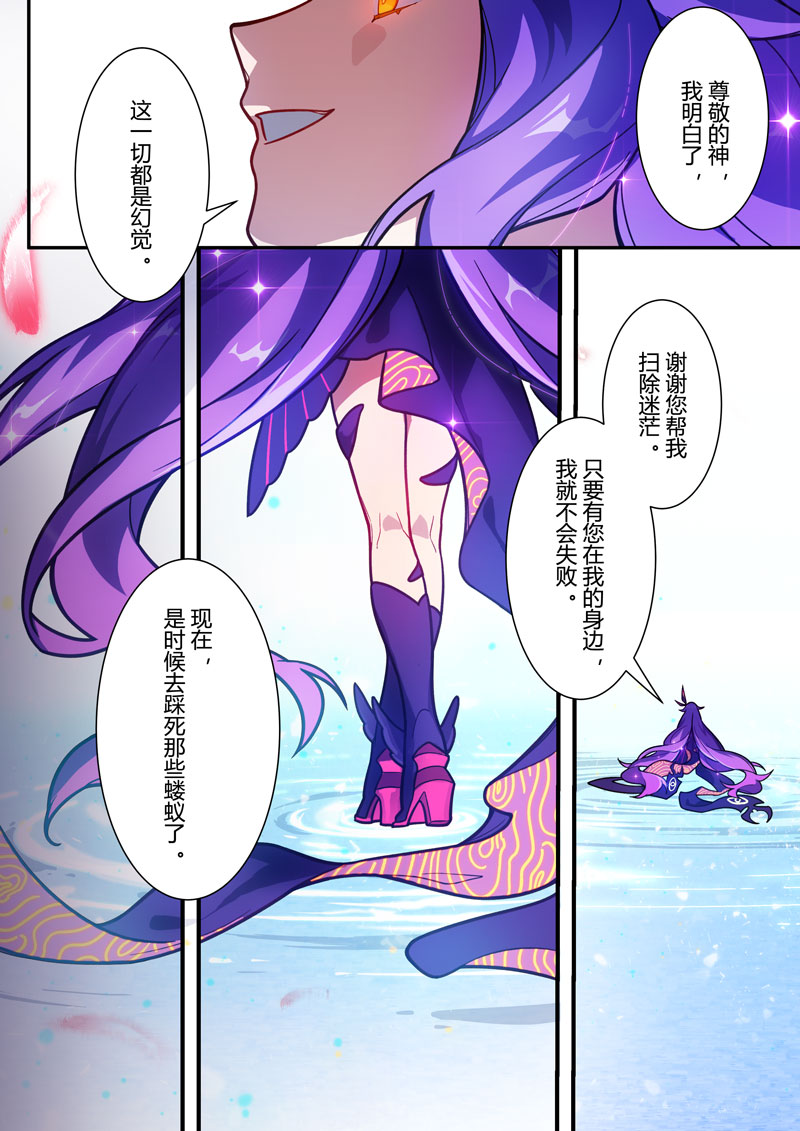 尊敬的神，
我明白了，
这一切都是幻觉。
谢谢您帮我
扫除迷茫。
只要有您在我的身边，
我就不会失败。
现在，
是时候去踩死那些蝼蚁了。